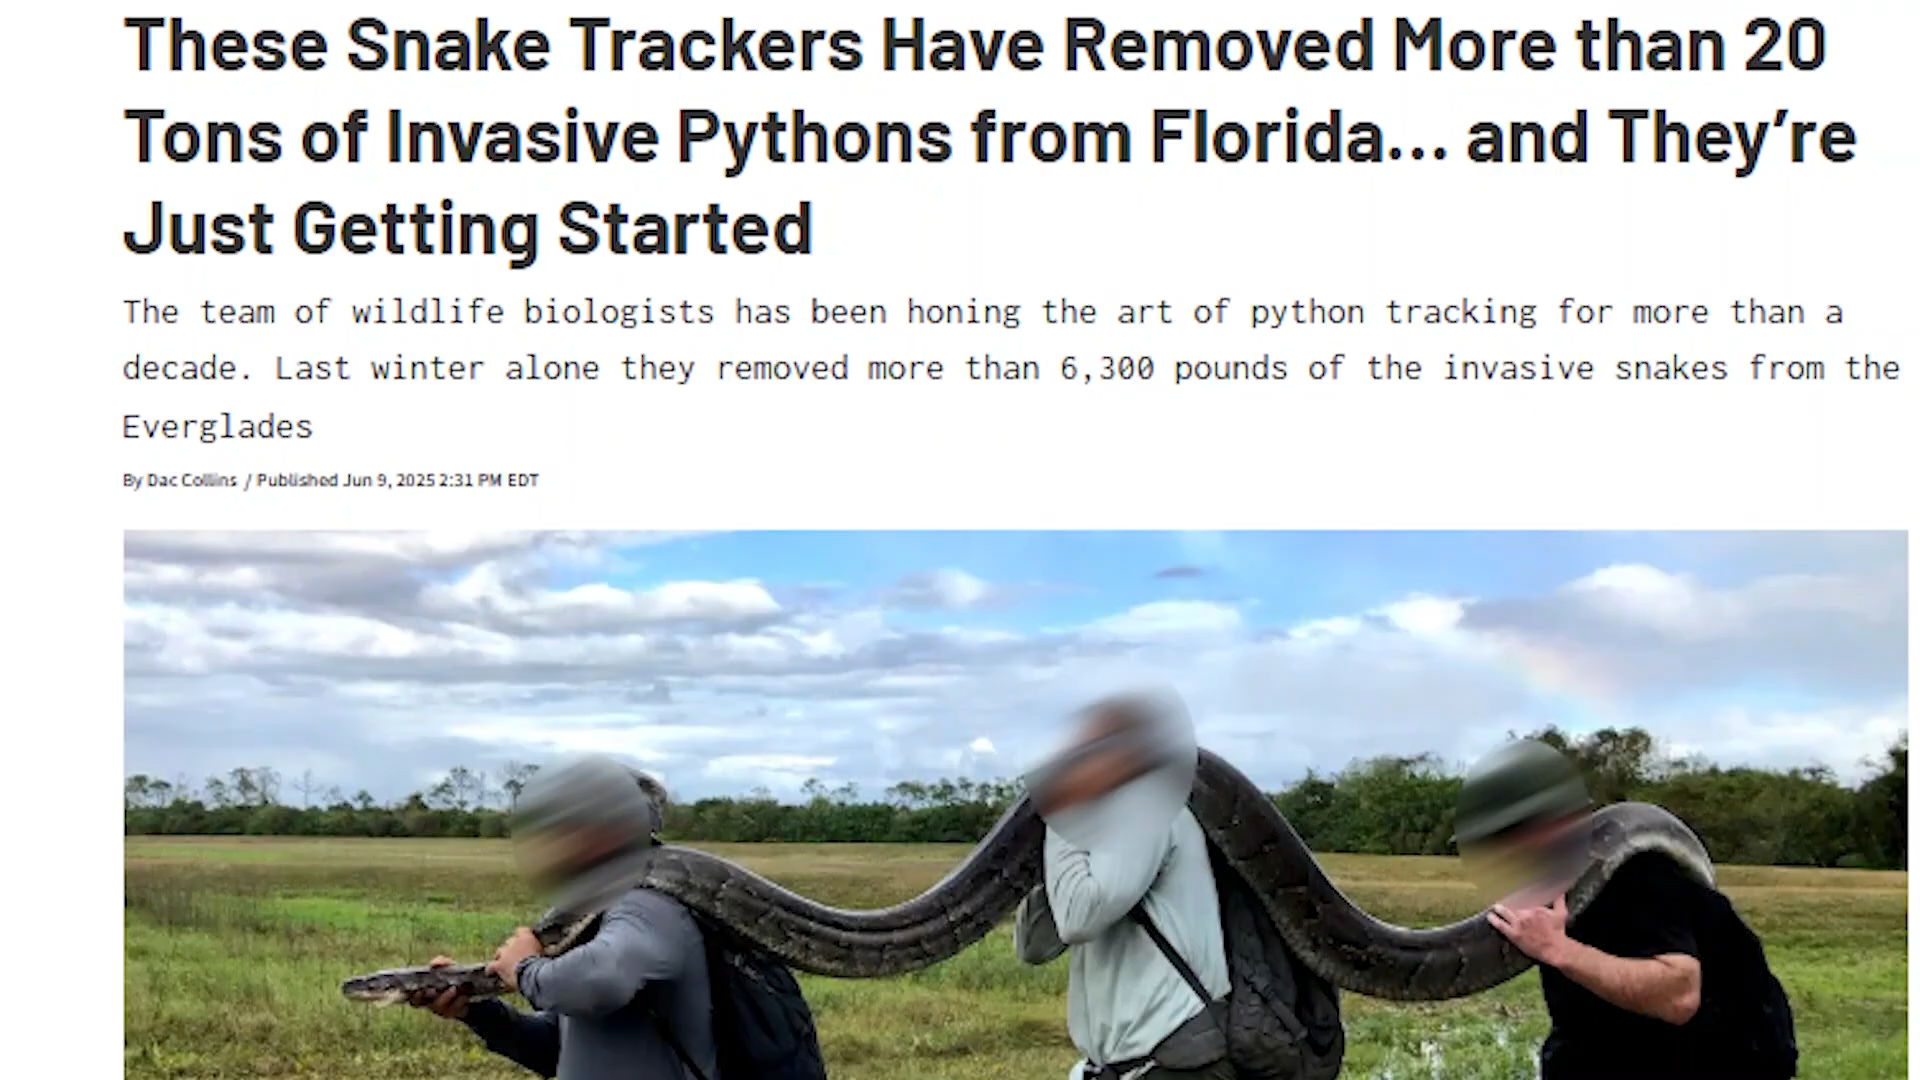 These Snake Trackers Have Removed More than 20
Tons of Invasive Pythons from Florida... and They’re
Just Getting Started
The team of wildlife biologists has been honing the art of python tracking for more than a
decade. Last winter alone they removed more than 6,300 pounds of the invasive snakes from the
Everglades
By Dac Collins / Published Jun 9, 2025 2:31 PM EDT